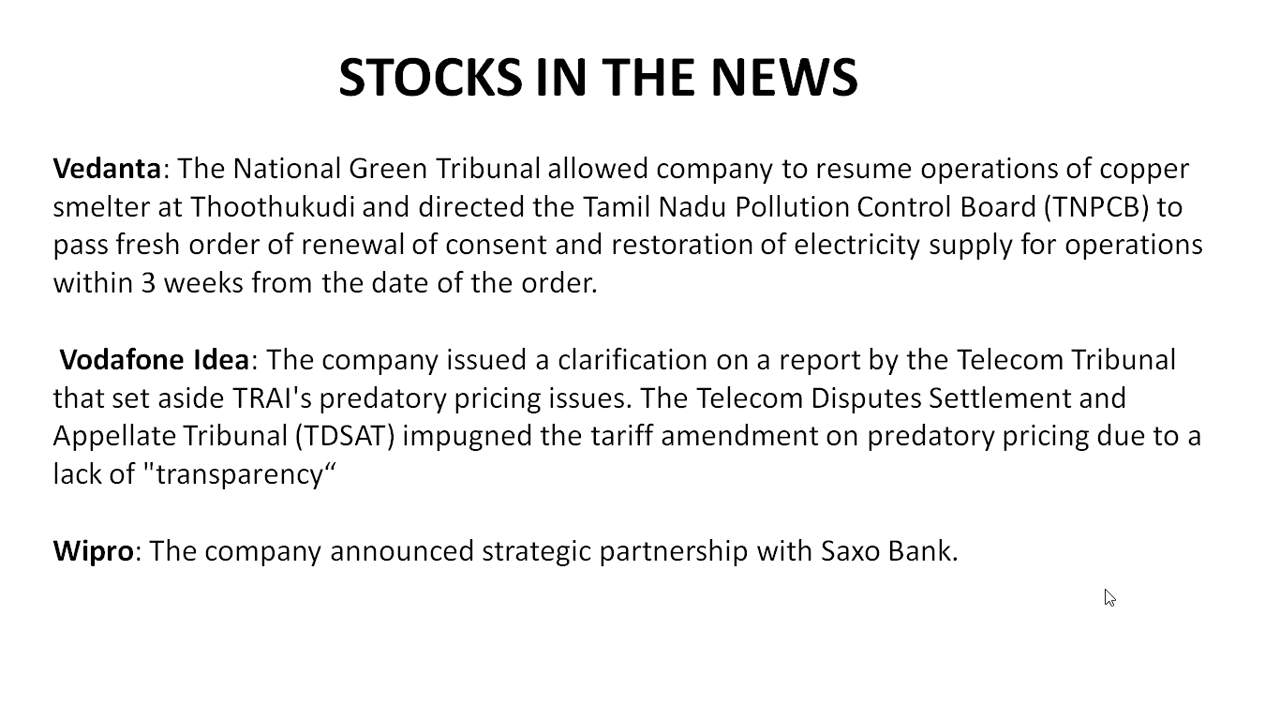 STOCKS IN THE NEWS
Vedanta: The National Green Tribunal allowed company to resume operations of copper
smelter at Thoothukudi and directed the Tamil Nadu Pollution Control Board (TNPCB) to
pass fresh order of renewal of consent and restoration of electricity supply for operations
within 3 weeks from the date of the order.
Vodafone Idea: The company issued a clarification on a report by the Telecom Tribunal
that set aside TRAI's predatory pricing issues. The Telecom Disputes Settlement and
Appellate Tribunal (TDSAT) impugned the tariff amendment on predatory pricing due to a
lack of "transparency“
Wipro: The company announced strategic partnership with Saxo Bank.